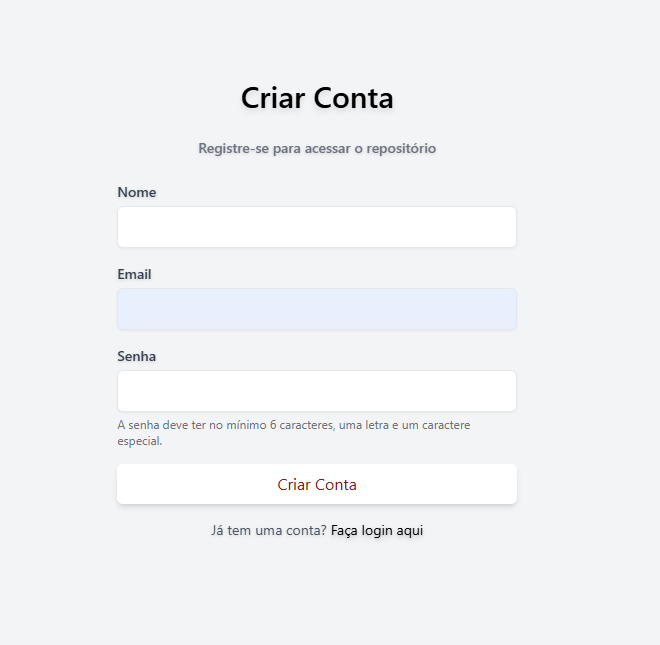 Criar Conta
Registre-se para acessar o repositório
Nome
Email
Senha
A senha deve ter no mínimo 6 caracteres, uma letra e um caractere
especial.
Criar Conta
Já tem uma conta? Faça login aqui